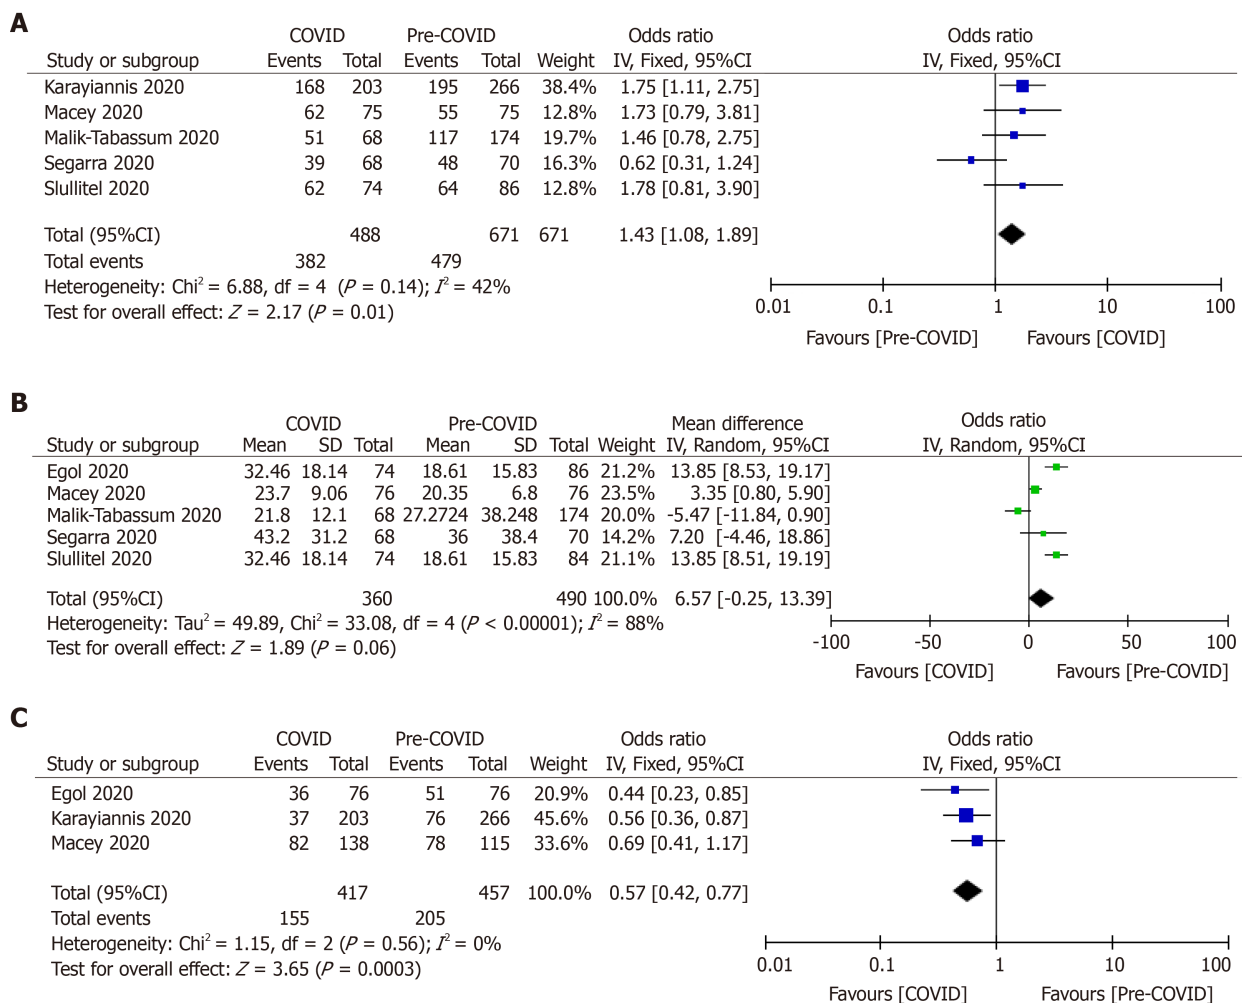 A
COVID Pre-COVID Odds ratio Odds ratio
Study or subgroup Events Total Events Total Weight IV, Fixed, 95%CI IV, Fixed, 95%CI
Karayiannis 2020 168 203 195 266 38.4% 1.75 [1.11, 2.75]
Macey 2020 62 75 55 75 12.8% 1.73 [0.79, 3.81]
Malik-Tabassum 2020 51 68 117 174 19.7% 1.46 [0.78, 2.75]
Segarra 2020 39 68 48 70 16.3% 0.62 [0.31, 1.24]
Slullitel 2020 62 74 64 86 12.8% 1.78 [0.81, 3.90]
Total (95%CI) 488 671 671 1.43 [1.08, 1.89]
Total events 382 479
Heterogeneity: Chi² = 6.88, df = 4 (P = 0.14); I² = 42%
Test for overall effect: Z = 2.17 (P = 0.01)
0.01 0.1 1 10 100
Favours [Pre-COVID] Favours [COVID]
B
COVID Pre-COVID Mean difference Odds ratio
Study or subgroup Mean SD Total Mean SD Total Weight IV, Random, 95%CI IV, Random, 95%CI
Egol 2020 32.46 18.14 74 18.61 15.83 86 21.2% 13.85 [8.53, 19.17]
Macey 2020 23.7 9.06 76 20.35 6.8 76 23.5% 3.35 [0.80, 5.90]
Malik-Tabassum 2020 21.8 12.1 68 27.2724 38.248 174 20.0% -5.47 [-11.84, 0.90]
Segarra 2020 43.2 31.2 68 36 38.4 70 14.2% 7.20 [-4.46, 18.86]
Slullitel 2020 32.46 18.14 74 18.61 15.83 84 21.1% 13.85 [8.51, 19.19]
Total (95%CI) 360 490 100.0% 6.57 [-0.25, 13.39]
Heterogeneity: Tau² = 49.89, Chi² = 33.08, df = 4 (P < 0.00001); I² = 88%
Test for overall effect: Z = 1.89 (P = 0.06)
-100 -50 0 50 100
Favours [COVID] Favours [Pre-COVID]
C
COVID Pre-COVID Odds ratio Odds ratio
Study or subgroup Events Total Events Total Weight IV, Fixed, 95%CI IV, Fixed, 95%CI
Egol 2020 36 76 51 76 20.9% 0.44 [0.23, 0.85]
Karayiannis 2020 37 203 76 266 45.6% 0.56 [0.36, 0.87]
Macey 2020 82 138 78 115 33.6% 0.69 [0.41, 1.17]
Total (95%CI) 417 457 100.0% 0.57 [0.42, 0.77]
Total events 155 205
Heterogeneity: Chi² = 1.15, df = 2 (P = 0.56); I² = 0%
Test for overall effect: Z = 3.65 (P = 0.0003)
0.01 0.1 1 10 100
Favours [COVID] Favours [Pre-COVID]